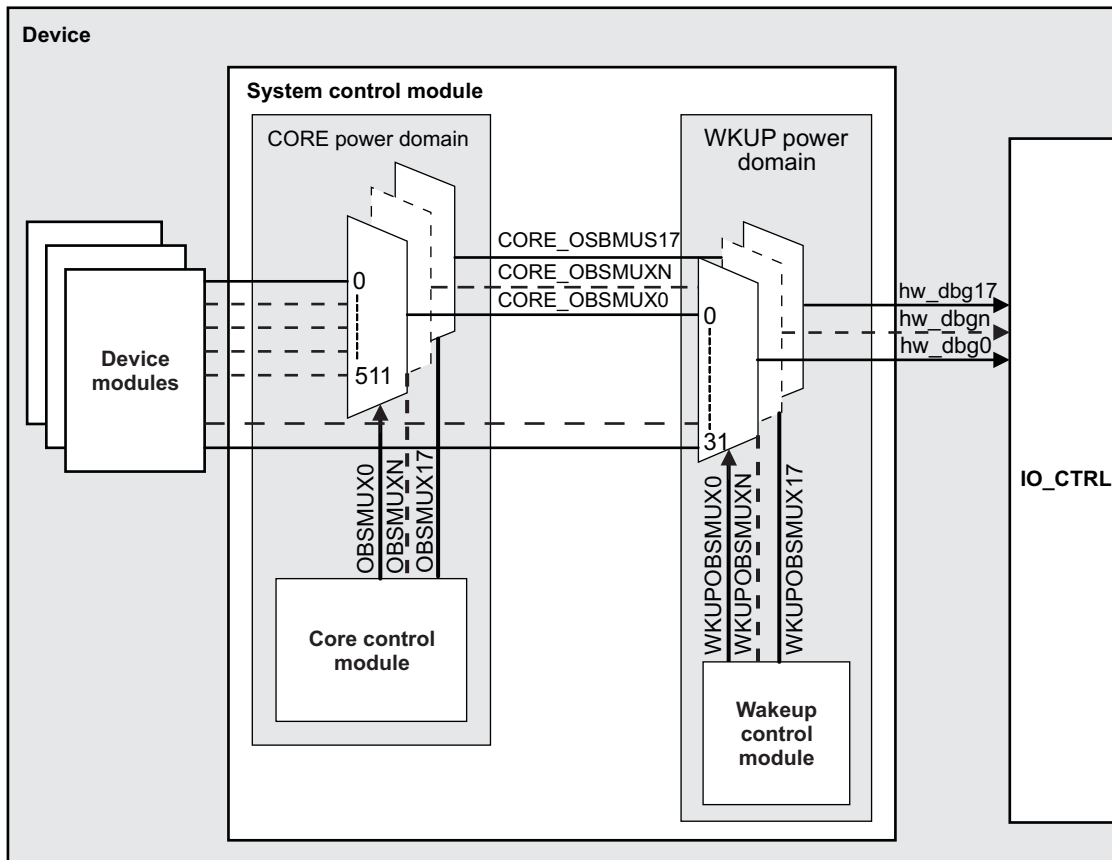 Device
System control module
CORE power domain
WKUP power
domain
CORE_OSBMUS17
CORE_OBSMUXN
CORE_OBSMUX0
0
511
0
31
hw_dbg17
hw_dbgn
hw_dbg0
Device
modules
IO_CTRL
OBSMUX0
OBSMUXN
OBSMUX17
WKUPOBSMUX0
WKUPOBSMUXN
WKUPOBSMUX17
Core control
module
Wakeup
control
module